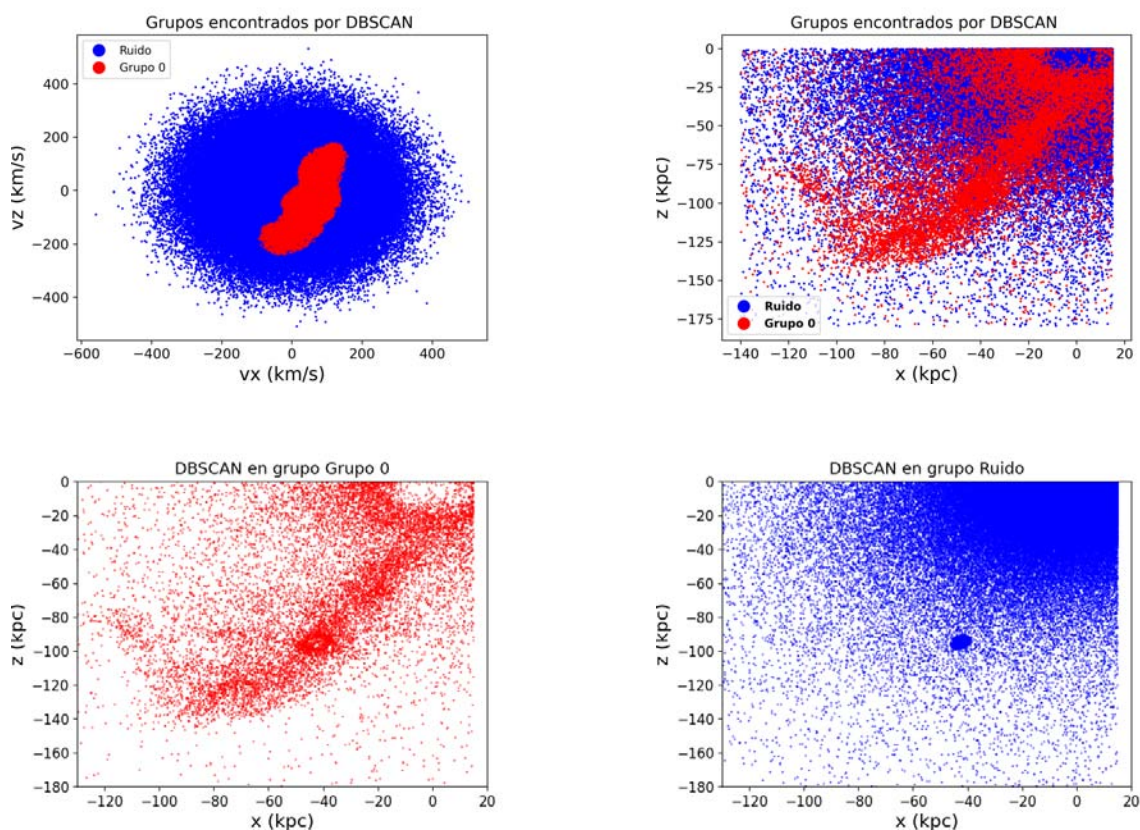 Grupos encontrados por DBSCAN
Ruido
Grupo 0
400
200
0
−200
−400
vz (km/s)
−600 −400 −200 0 200 400
vx (km/s)
Grupos encontrados por DBSCAN
0
−25
−50
−75
−100
−125
−150
−175
z (kpc)
Ruido
Grupo 0
−140 −120 −100 −80 −60 −40 −20 0 20
x (kpc)
DBSCAN en grupo Grupo 0
0
−20
−40
−60
−80
−100
−120
−140
−160
−180
z (kpc)
−120 −100 −80 −60 −40 −20 0 20
x (kpc)
DBSCAN en grupo Ruido
0
−20
−40
−60
−80
−100
−120
−140
−160
−180
z (kpc)
−120 −100 −80 −60 −40 −20 0 20
x (kpc)